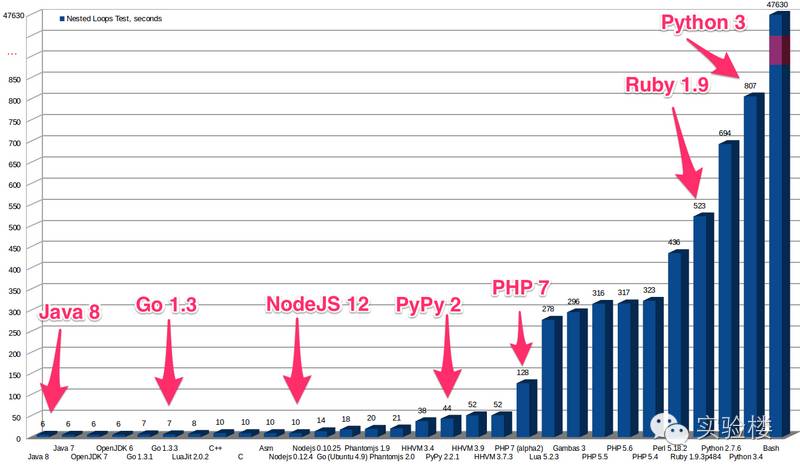 47630
...
850
800
750
700
650
600
550
500
450
400
350
300
250
200
150
100
50
0
Nested Loops Test, seconds
Java 8
Go 1.3
NodeJS 12
PyPy 2
PHP 7
Ruby 1.9
Python 3
6 6 6 6 7 7 8 10 10 10 10 14 18 20 21 38 44 52 52 128 278 296 316 317 323 436 523 694 807 47630
Java 7 OpenJDK 6 Go 1.3.3 C++ Asm Nodejs0.10.25 Phantomjs 1.9 HHVM 3.4 HHVM 3.9 PHP 7 (alpha2) Gambas 3 PHP 5.6 Perl 5.18.2 Python 2.7.6 Bash
Java 8 OpenJDK 7 Go 1.3.1 LuaJit 2.0.2 C Nodejs0.12.4 Go (Ubuntu 4.9) Phantomjs 2.0 PyPy 2.2.1 HHVM 3.7.3 Lua 5.2.3 PHP 5.5 PHP 5.4 Ruby 1.9.3p484 Python 3.4
实验楼